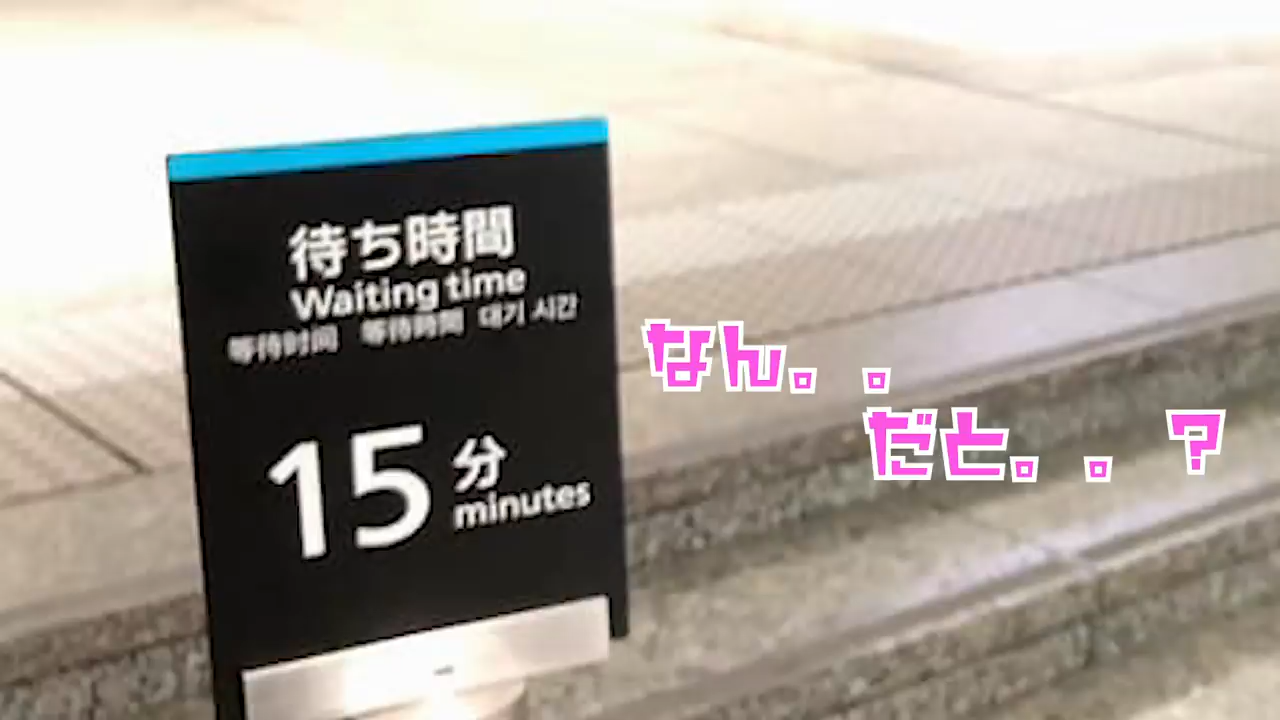 待ち時間
Waiting time
等待时间 等待時間 대기 시간
15 分
minutes
なん。。
だと。。？